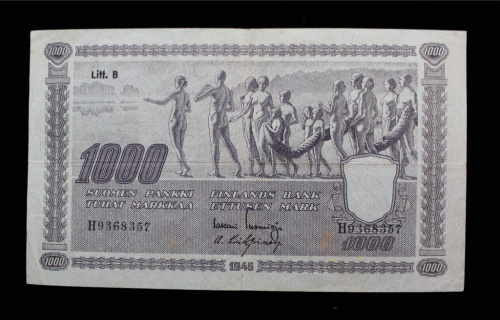 1000 1000
Litt. B
1000
SUOMEN PANKKI FINLANDS BANK
TUHAT MARKKAA ETTUSEN MARK
H9368357 H9368357
1000
1945
1000 1000